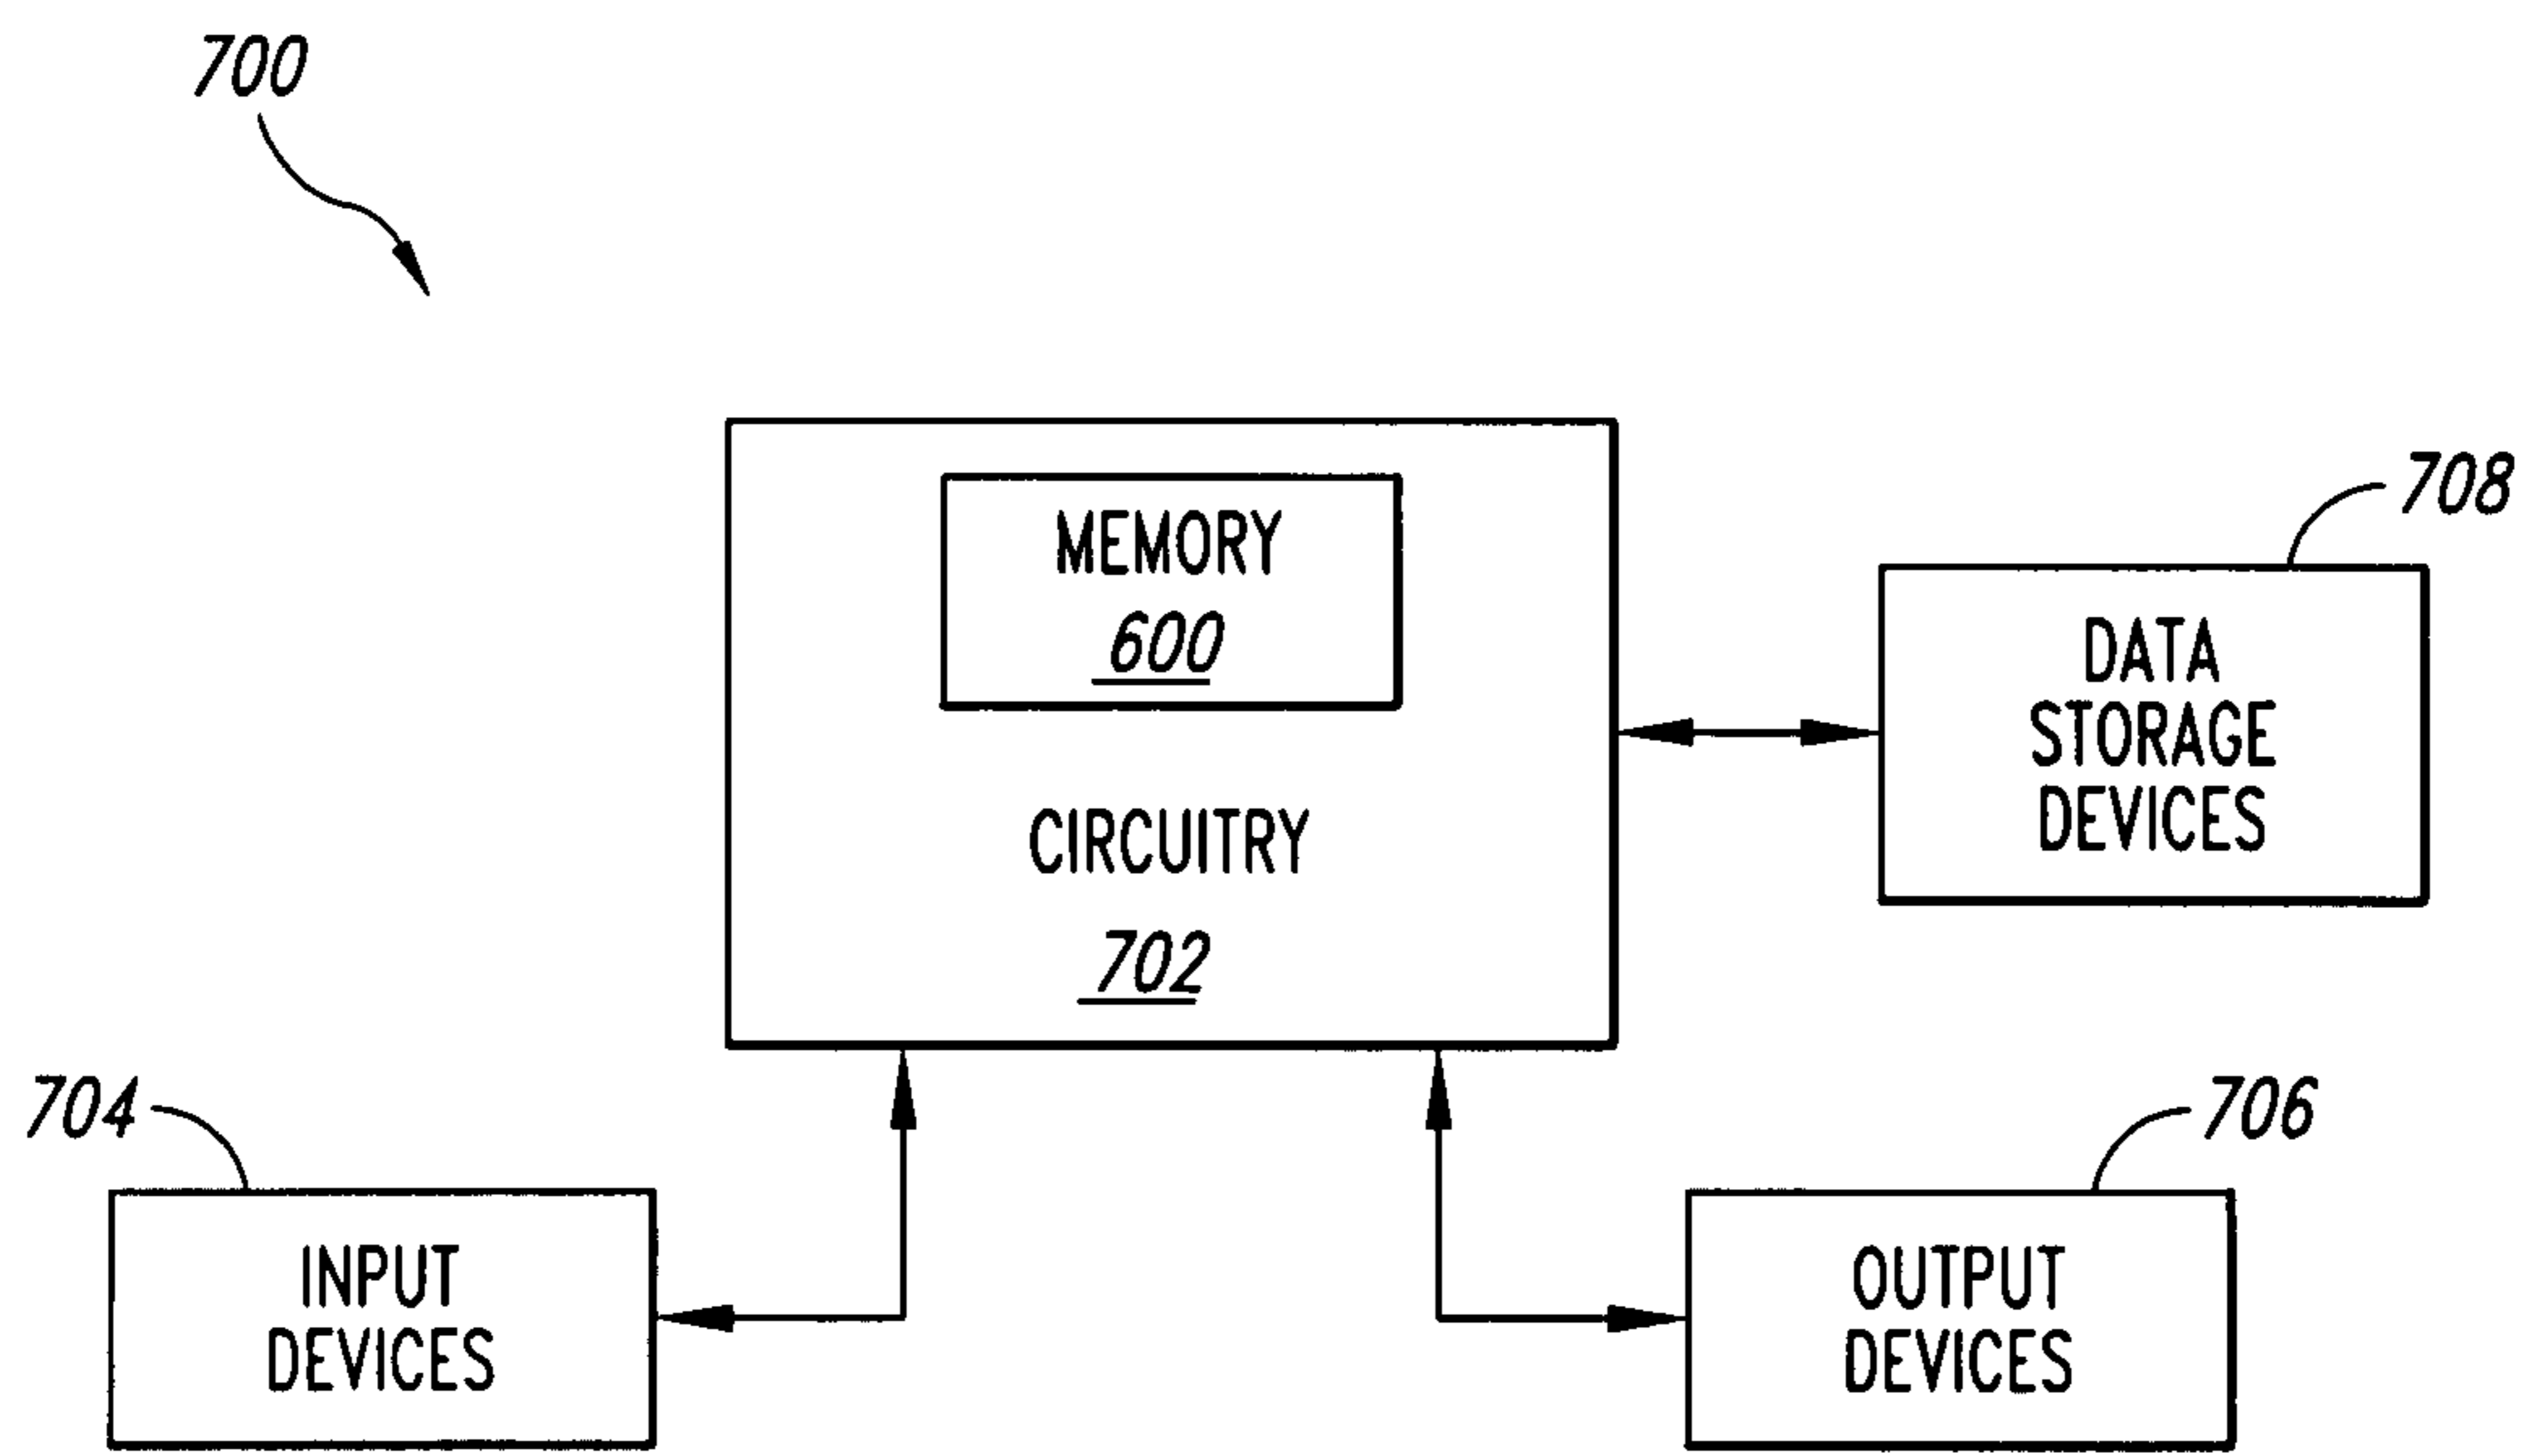 700
MEMORY
600
708
DATA
STORAGE
DEVICES
CIRCUITRY
702
704
INPUT
DEVICES
706
OUTPUT
DEVICES